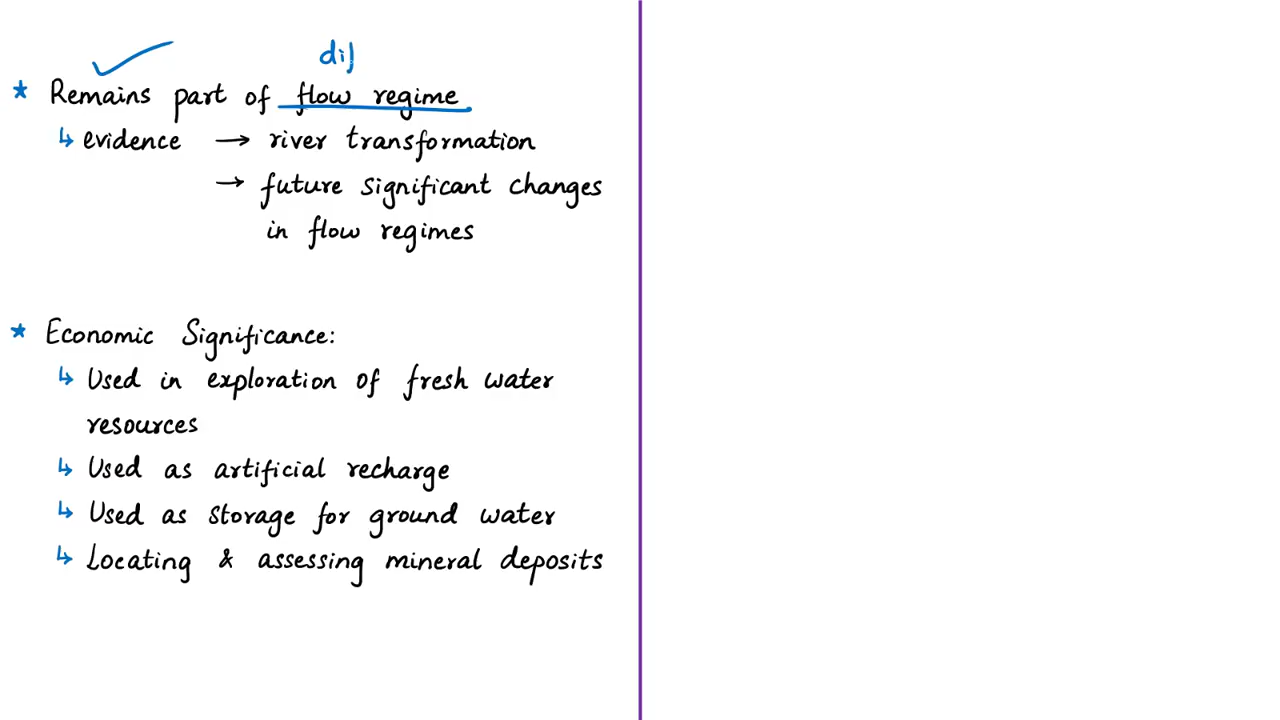 * Remains part of flow regime
↳ evidence → river transformation
→ future significant changes
in flow regimes
* Economic Significance:
↳ Used in exploration of fresh water
resources
↳ Used as artificial recharge
↳ Used as storage for ground water
↳ Locating & assessing mineral deposits